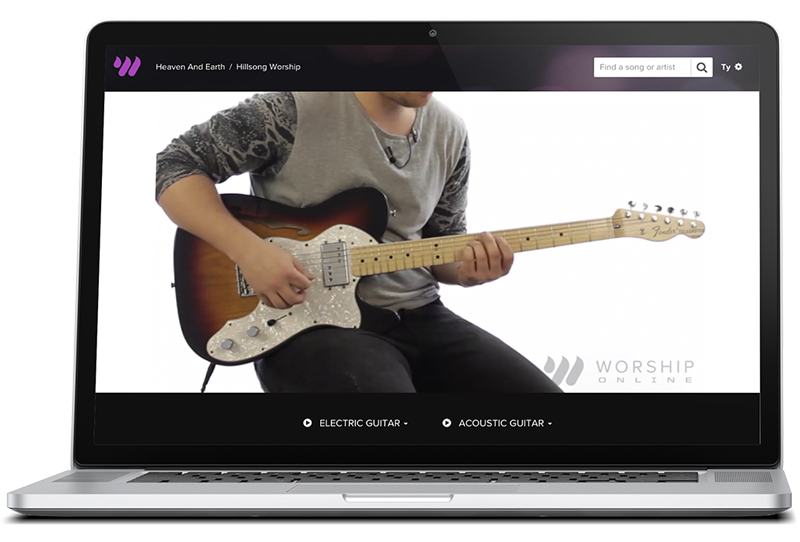 Heaven And Earth / Hillsong Worship
Find a song or artist
Ty
Fender
WORSHIP
ONLINE
ELECTRIC GUITAR
ACOUSTIC GUITAR